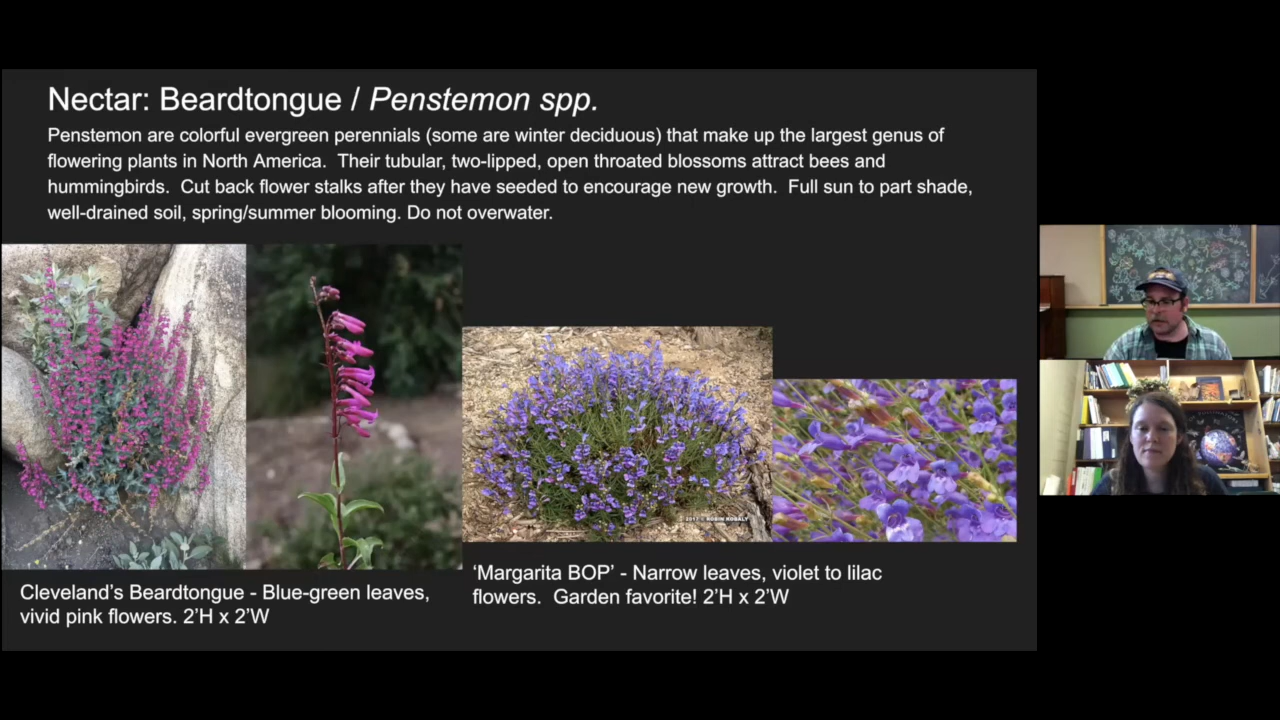 Nectar: Beardtongue / Penstemon spp.
Penstemon are colorful evergreen perennials (some are winter deciduous) that make up the largest genus of
flowering plants in North America.  Their tubular, two-lipped, open throated blossoms attract bees and
hummingbirds.  Cut back flower stalks after they have seeded to encourage new growth.  Full sun to part shade,
well-drained soil, spring/summer blooming. Do not overwater.
2017 © ROBIN KOBALY
Cleveland’s Beardtongue - Blue-green leaves,
vivid pink flowers. 2’H x 2’W
‘Margarita BOP’ - Narrow leaves, violet to lilac
flowers.  Garden favorite! 2’H x 2’W